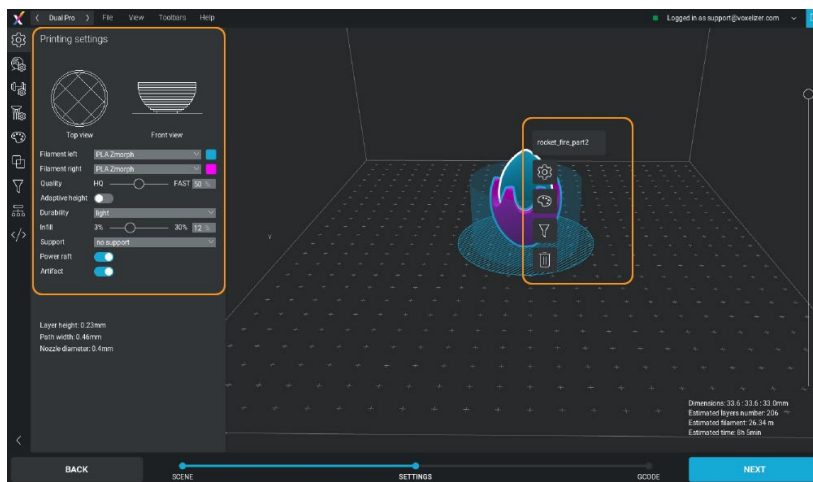 Dual Pro File View Toolbars Help
Logged in as support@voxelizer.com
Printing settings
Top view Front view
Filament left PLA Zmorph
Filament right PLA Zmorph
Quality HQ FAST 50 %
Adaptive height
Durability light
Infill 3% 30% 12 %
Support no support
Power raft
Artifact
Layer height: 0.23mm
Path width: 0.46mm
Nozzle diameter: 0.4mm
rocket_fire_part2
Y
Dimensions: 33.6 : 33.6 : 33.0mm
Estimated layers number: 206
Estimated filament: 26.34 m
Estimated time: 8h 5min
BACK SCENE SETTINGS GCODE NEXT